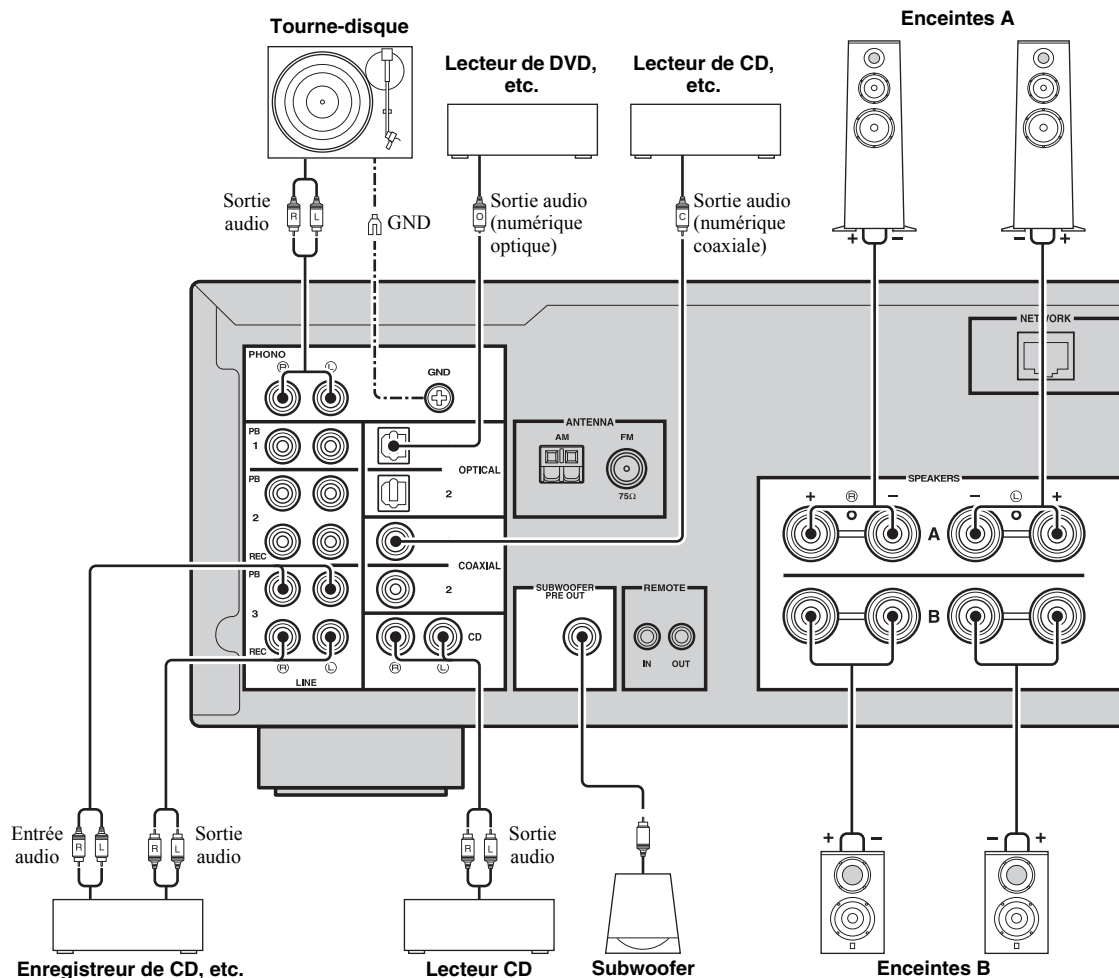 Tourne-disque
Enceintes A
Lecteur de DVD,
etc.
Lecteur de CD,
etc.
Sortie
audio
R L
GND
O
Sortie audio
(numérique
optique)
C
Sortie audio
(numérique
coaxiale)
+ −
− +
NETWORK
PHONO
R L
GND
PB
1
PB
2
REC
PB
3
REC
R L
LINE
OPTICAL
2
COAXIAL
2
CD
R L
ANTENNA
AM
FM
75Ω
SUBWOOFER
PRE OUT
REMOTE
IN OUT
SPEAKERS
+ R − − L +
A
B
Entrée
audio
R L
R L
Sortie
audio
R L
Sortie
audio
+ −
− +
Enregistreur de CD, etc.
Lecteur CD
Subwoofer
Enceintes B